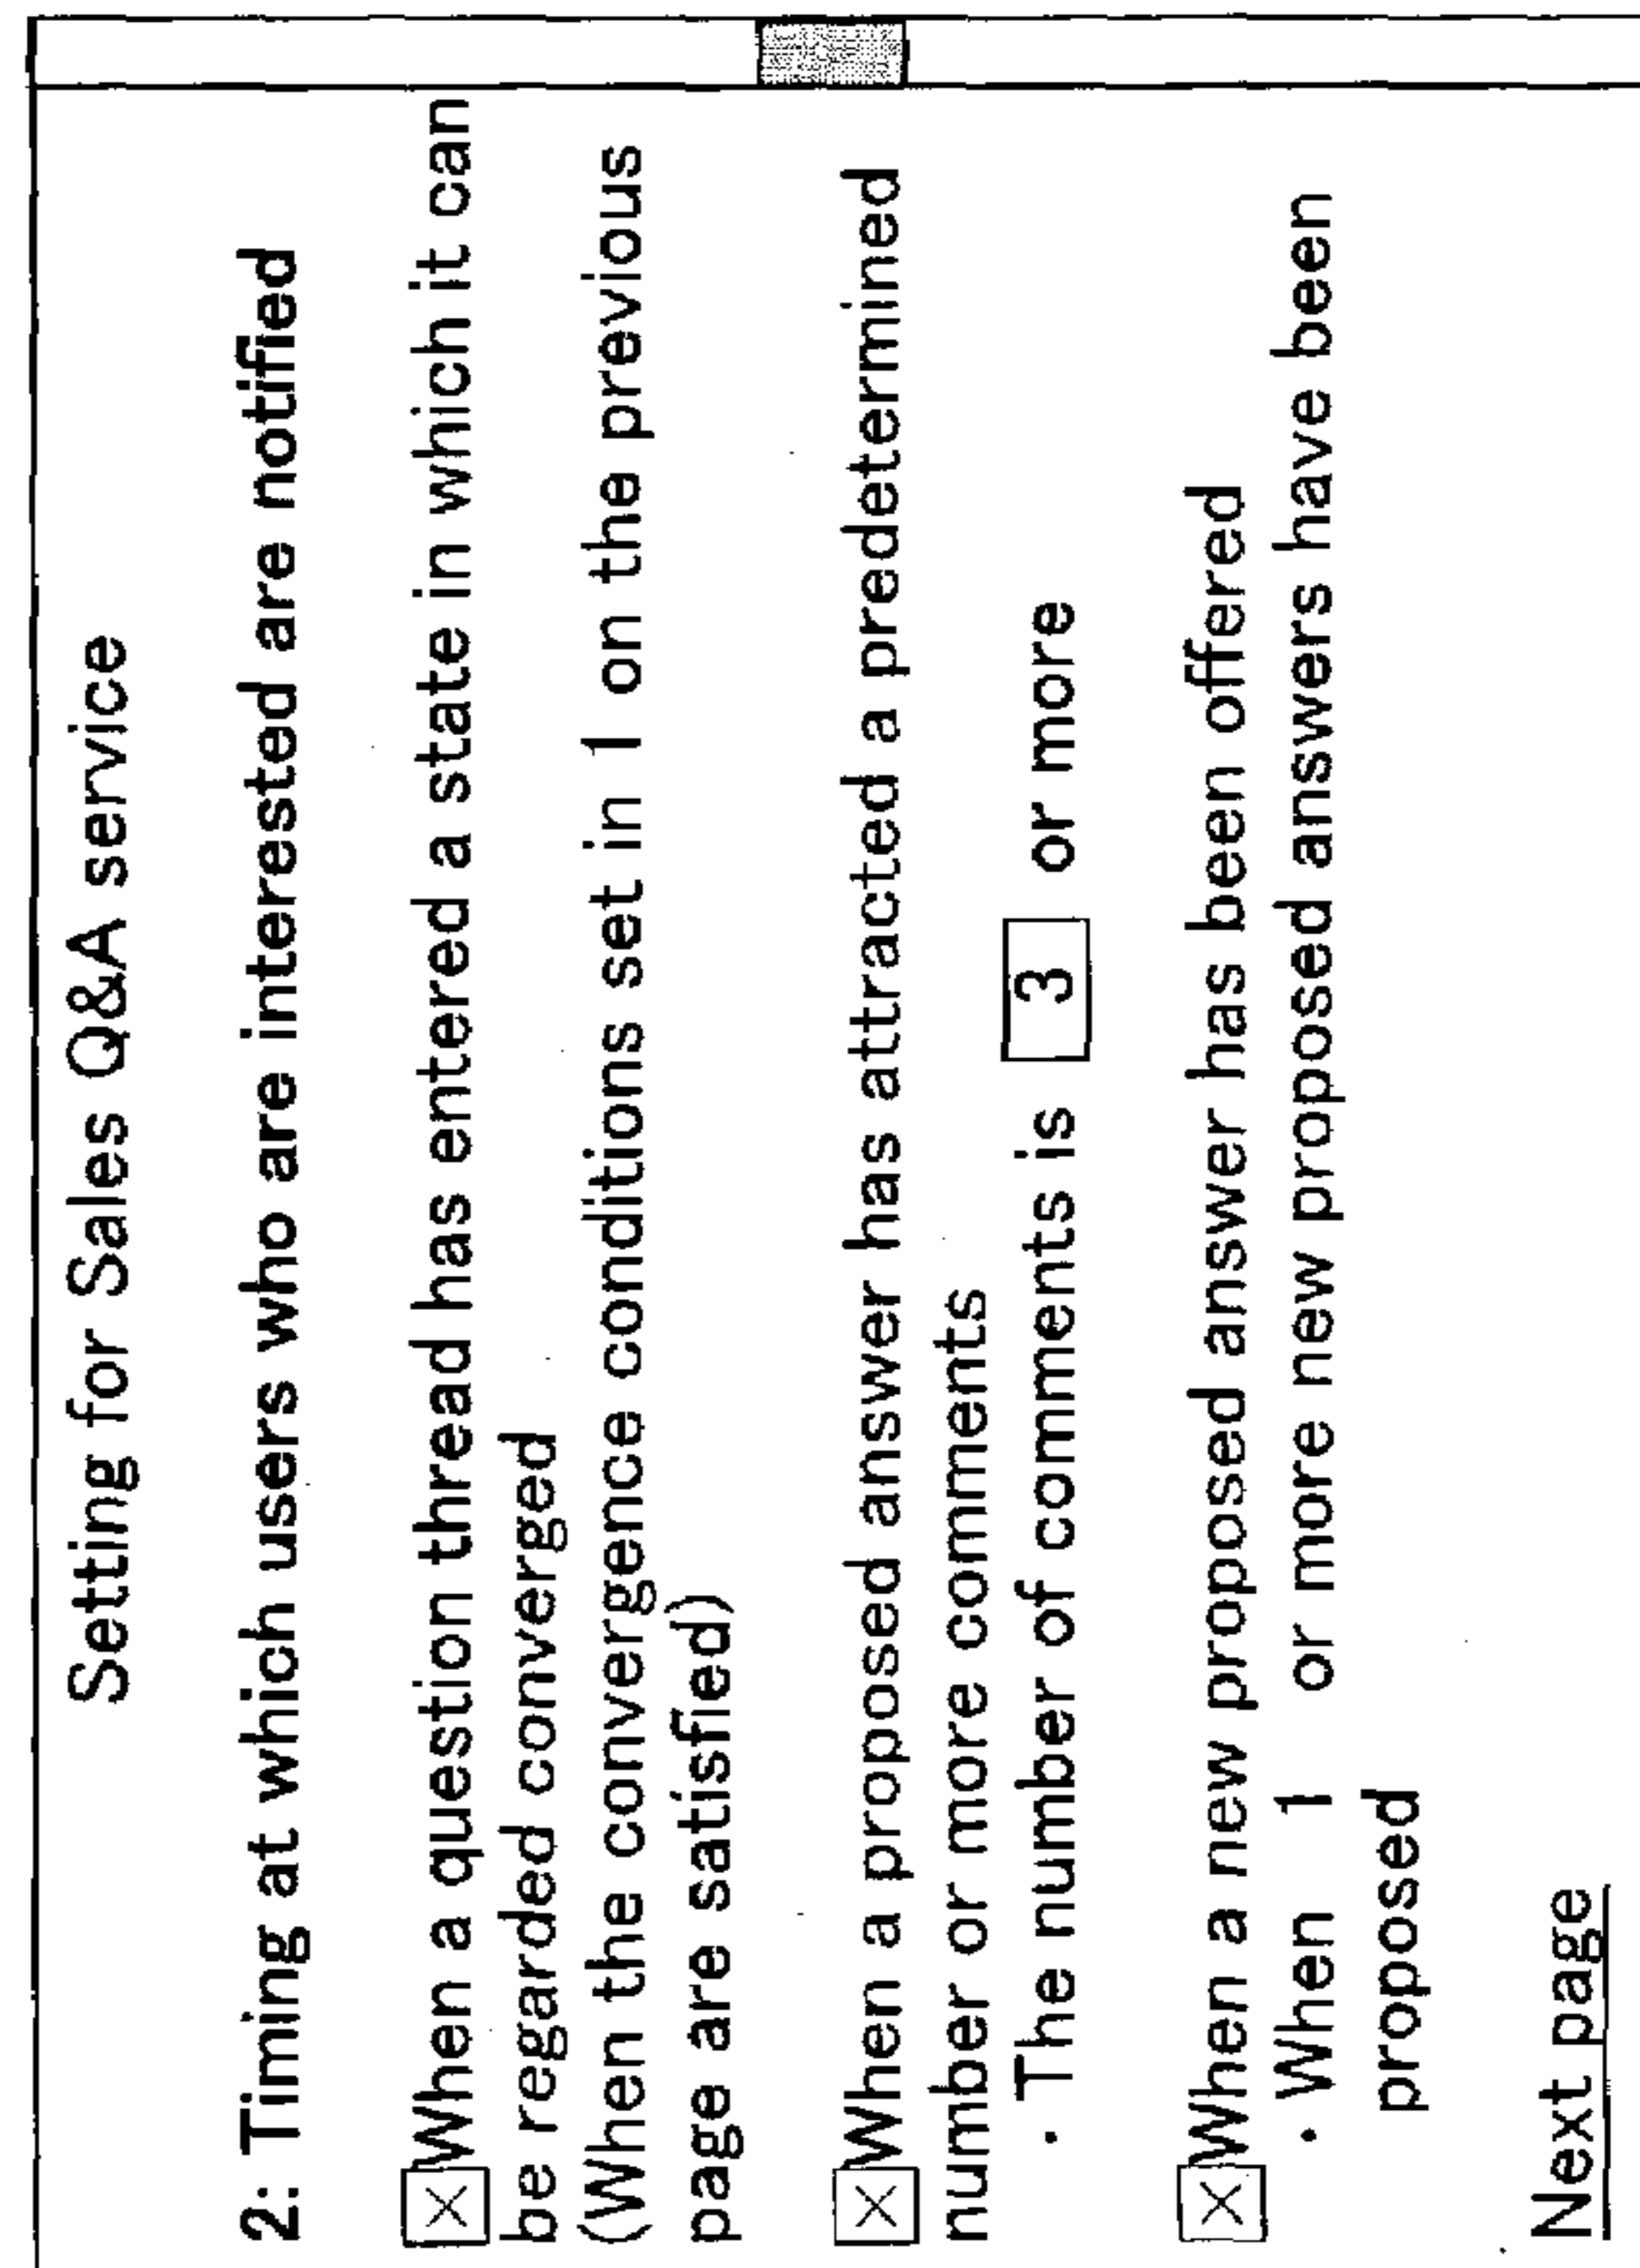 Setting for Sales Q&A service
2: Timing at which users who are interested are notified
When a question thread has entered a state in which it can
be regarded converged
(When the convergence conditions set in 1 on the previous
page are satisfied)
When a proposed answer has attracted a predetermined
number or more comments
・The number of comments is 3 or more
When a new proposed answer has been offered
・When 1 or more new proposed answers have been
proposed
Next page